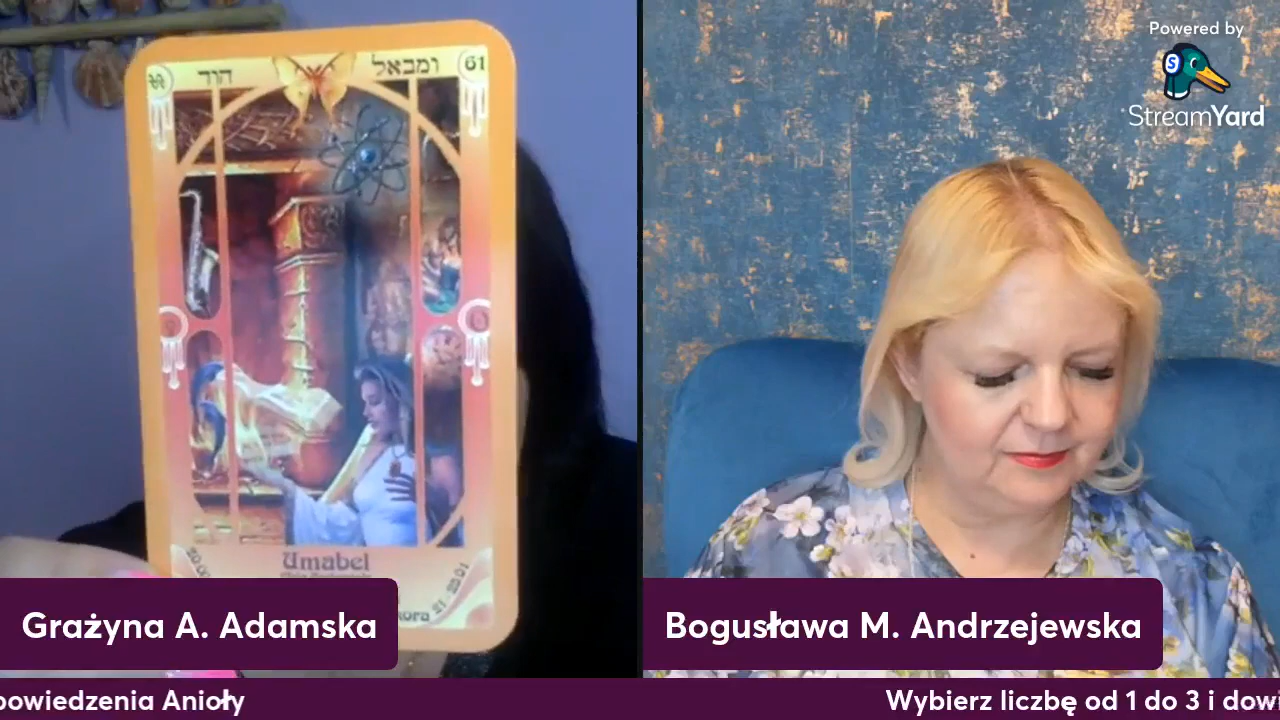 הוד
ומבאל
61
Umabel
Powered by
StreamYard
Grażyna A. Adamska
Bogusława M. Andrzejewska
powiedzenia Anioły
Wybierz liczbę od 1 do 3 i dowi